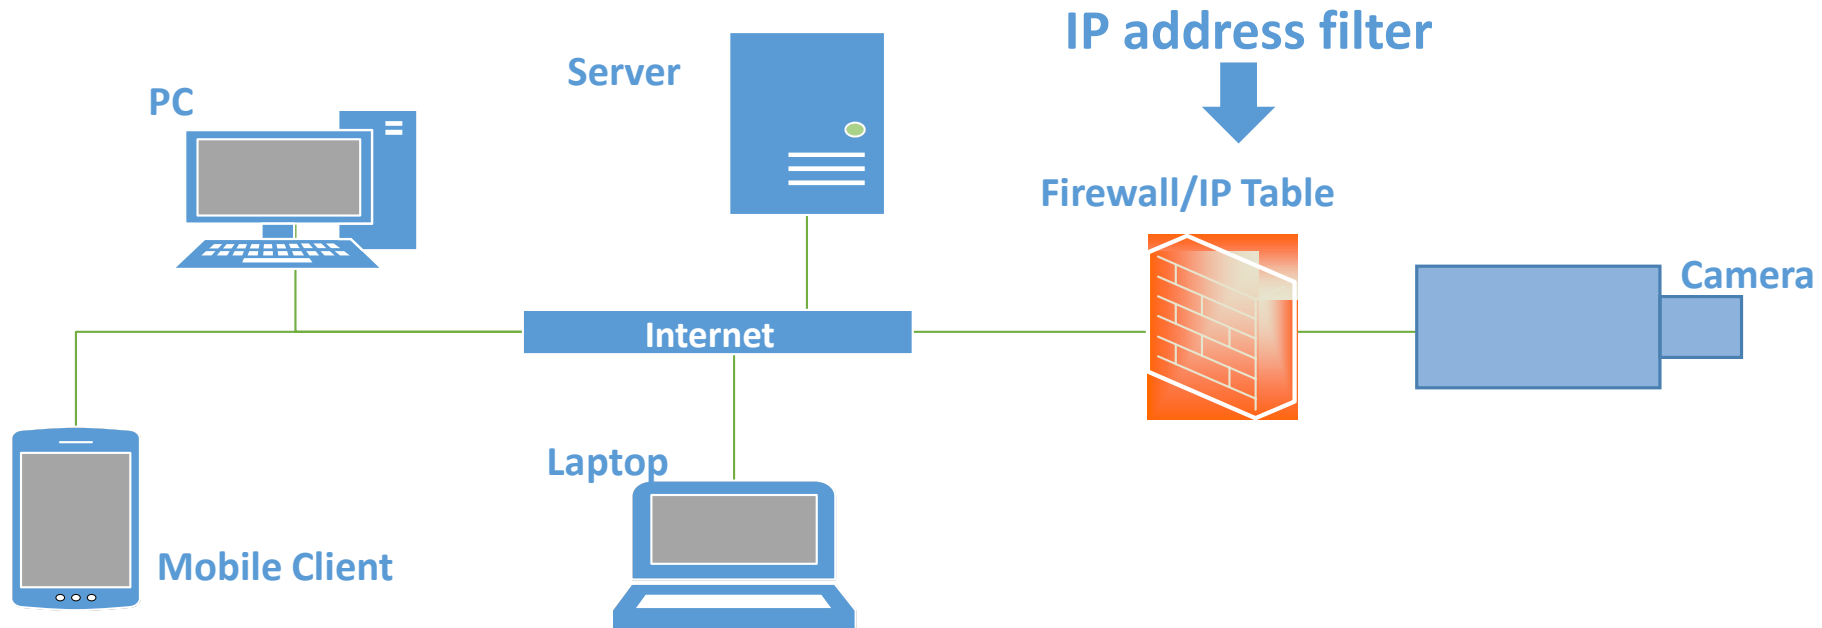 IP address filter
Server
PC
Firewall/IP Table
Camera
Internet
Laptop
Mobile Client